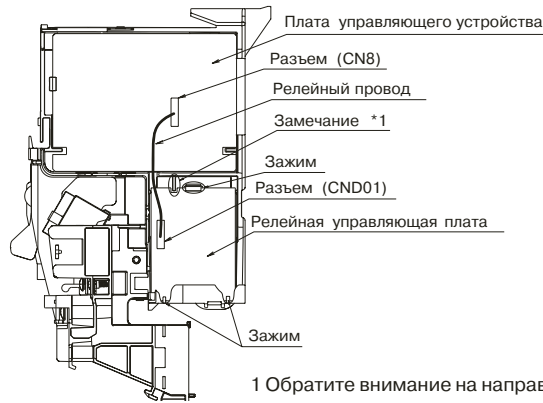 Плата управляющего устройства
Разъем (CN8)
Релейный провод
Замечание *1
Зажим
Разъем (CND01)
Релейная управляющая плата
Зажим
1 Обратите внимание на направ